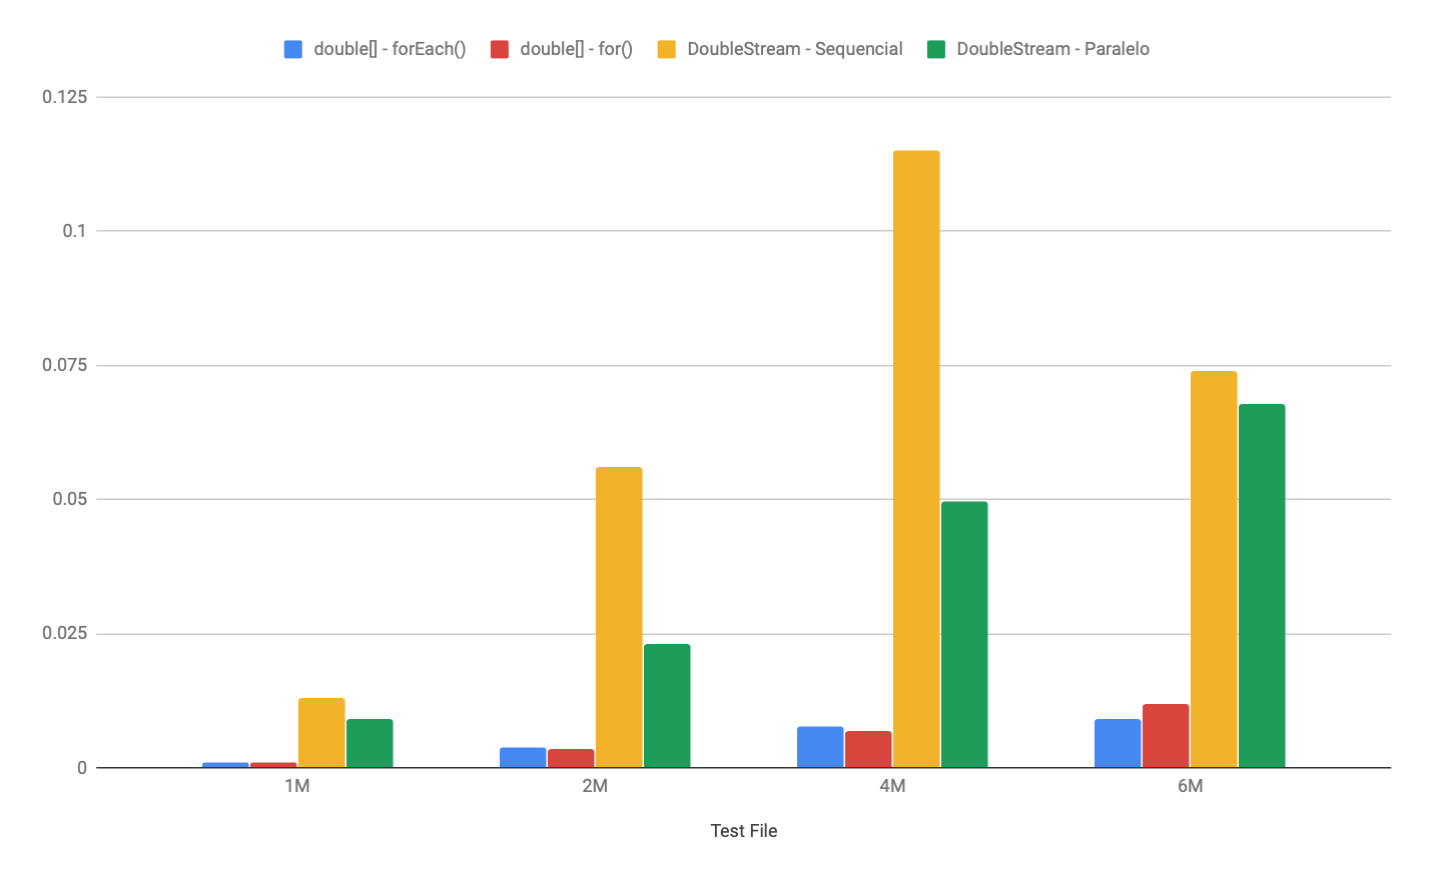 double[] - forEach() double[] - for() DoubleStream - Sequencial DoubleStream - Paralelo
0.125
0.1
0.075
0.05
0.025
0
1M 2M 4M 6M
Test File